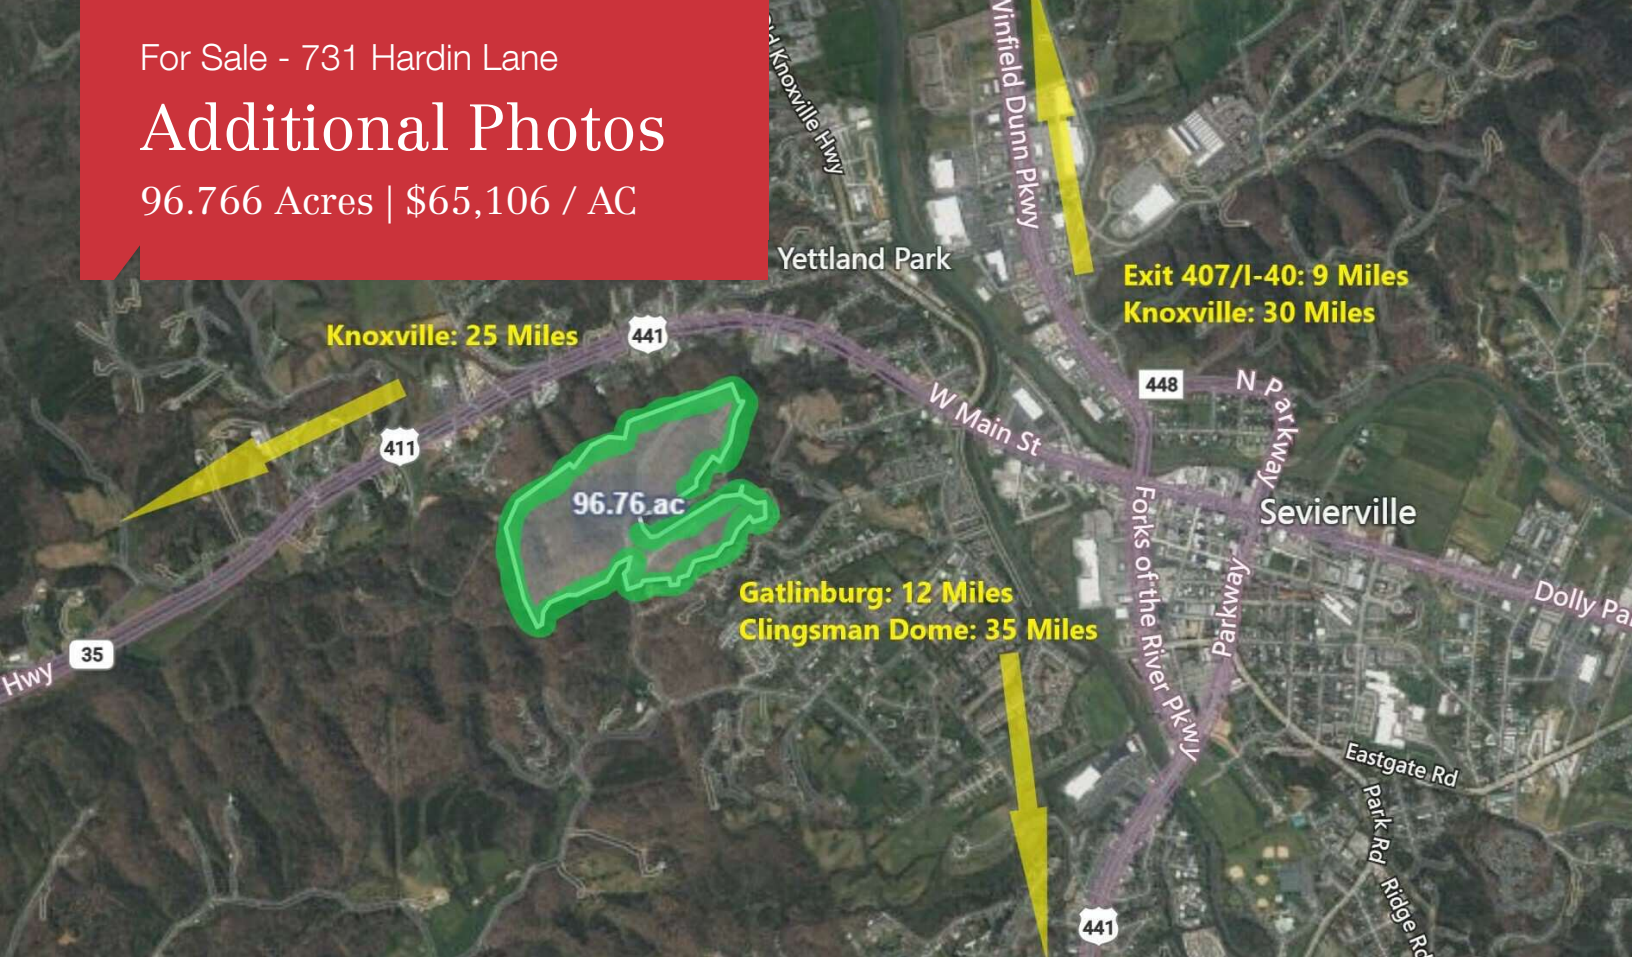 For Sale - 731 Hardin Lane
Additional Photos
96.766 Acres | $65,106 / AC
Knoxville Hwy
Winfield Dunn Pkwy
Yettland Park
Exit 407/I-40: 9 Miles
Knoxville: 30 Miles
Knoxville: 25 Miles
441
448
N Parkway
W Main St
411
96.76 ac
Sevierville
Forks of the River Pkwy
Parkway
Gatlinburg: 12 Miles
Clingsman Dome: 35 Miles
Dolly Pa
35
Hwy
Eastgate Rd
Park Rd
Ridge Rd
441